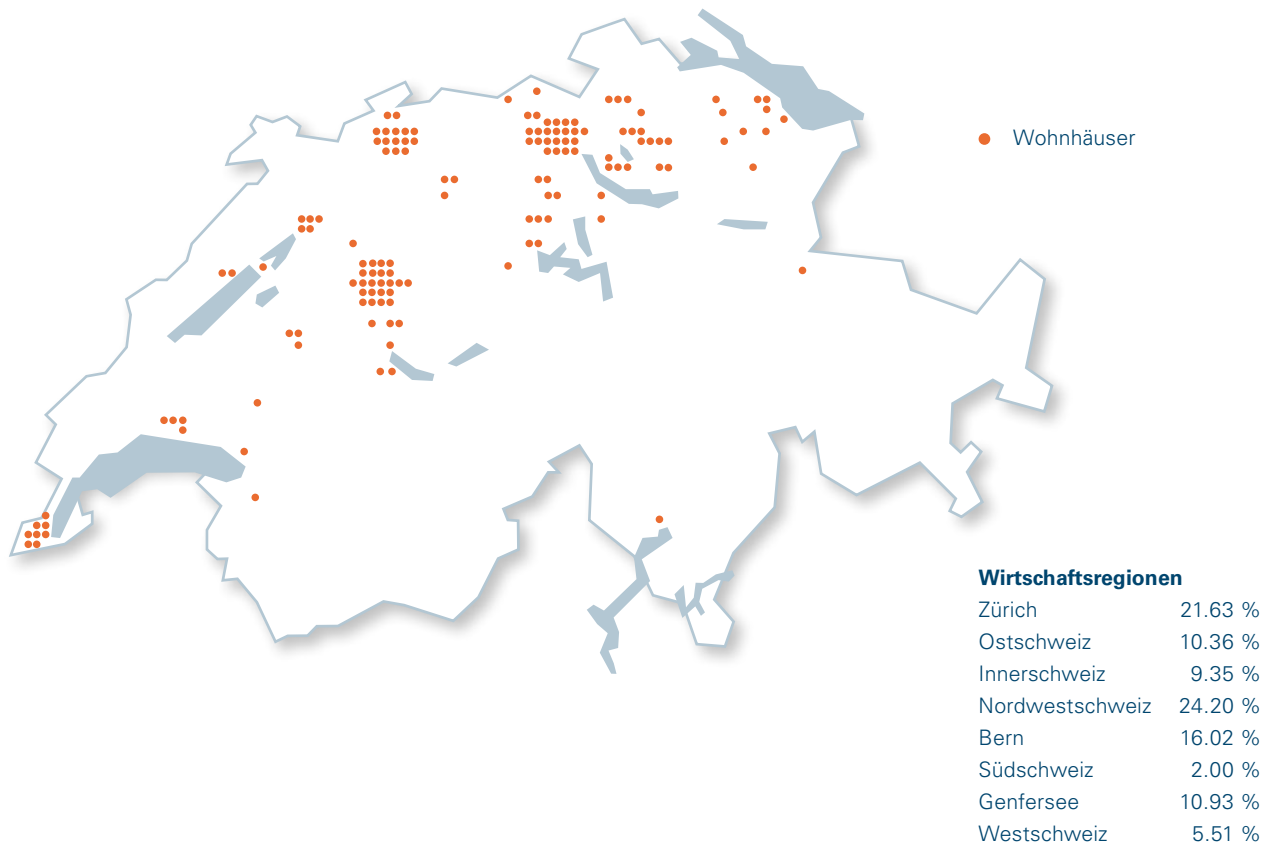 Wohnhäuser
Wirtschaftsregionen
Zürich 21.63 %
Ostschweiz 10.36 %
Innerschweiz 9.35 %
Nordwestschweiz 24.20 %
Bern 16.02 %
Südschweiz 2.00 %
Genfersee 10.93 %
Westschweiz 5.51 %